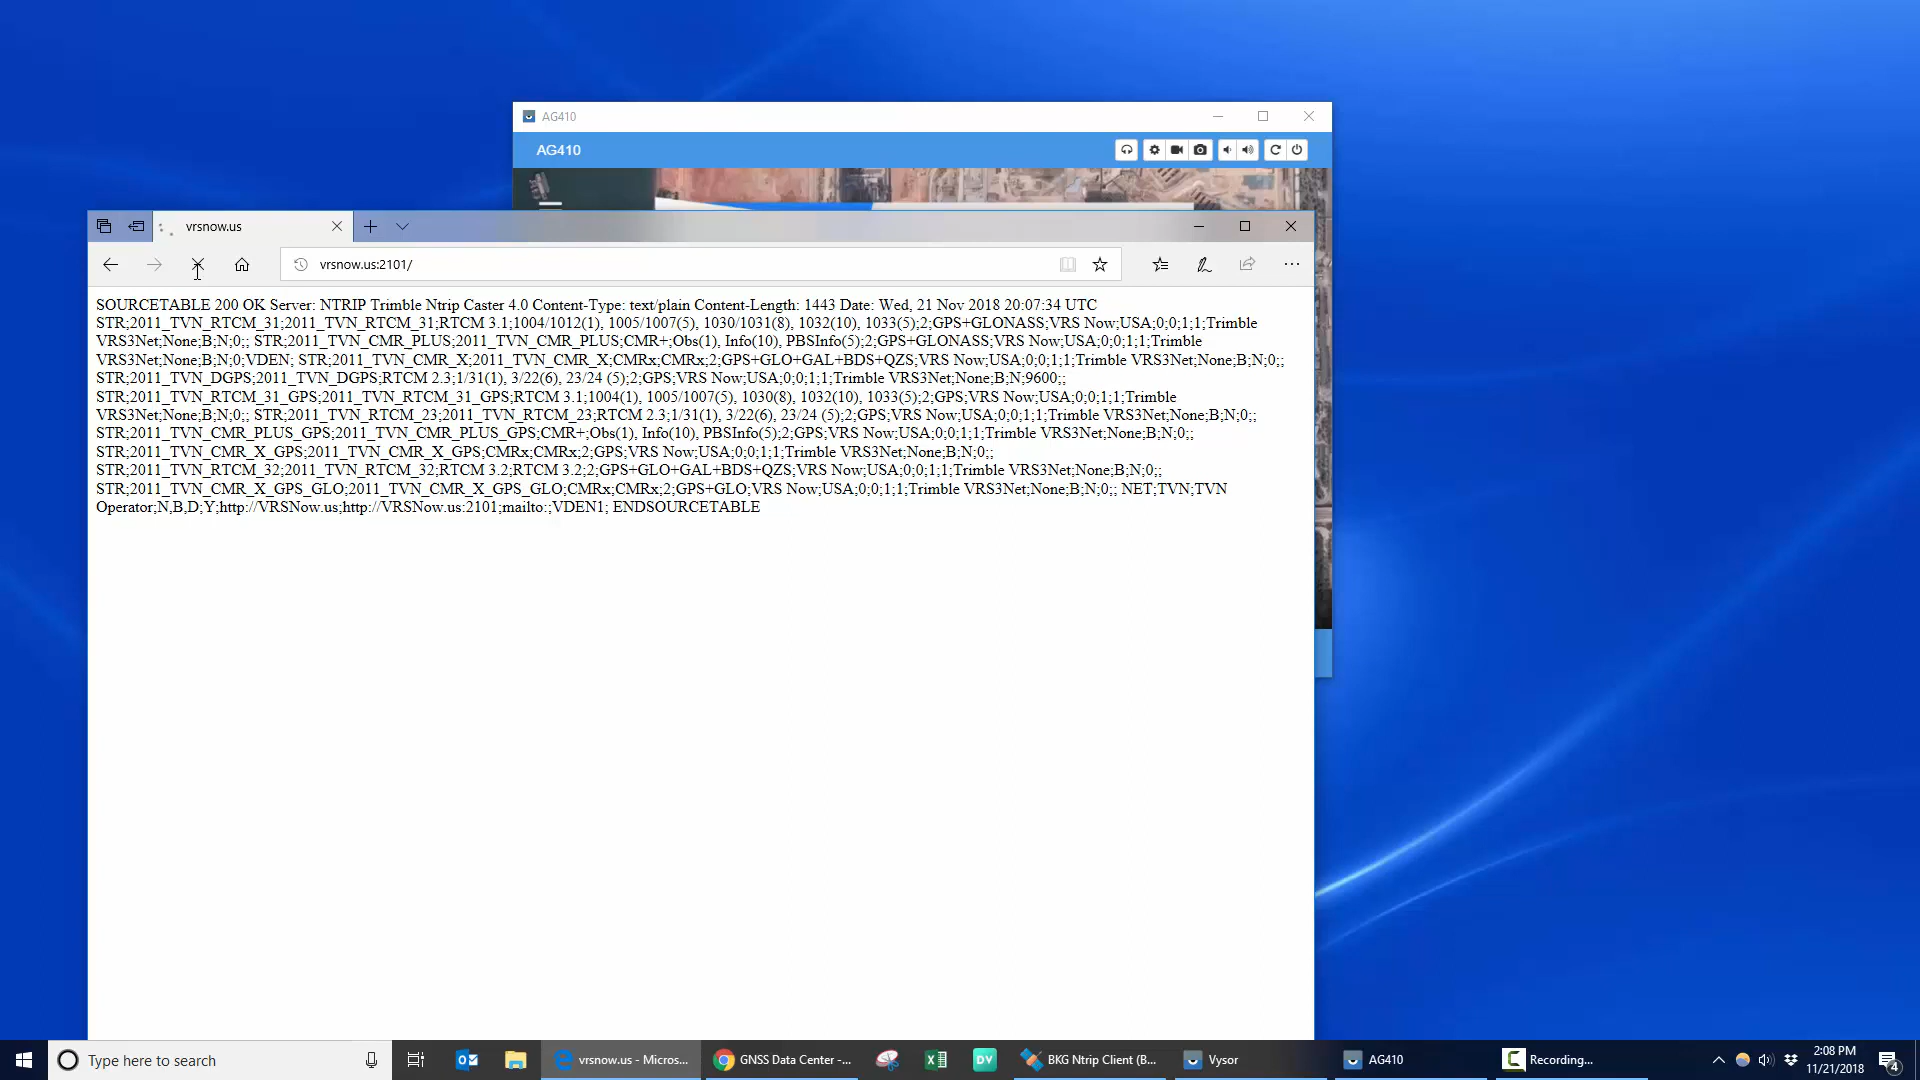 AG410
AG410
vrsnow.us
vrsnow.us:2101/
SOURCETABLE 200 OK Server: NTRIP Trimble Ntrip Caster 4.0 Content-Type: text/plain Content-Length: 1443 Date: Wed, 21 Nov 2018 20:07:34 UTC
STR;2011_TVN_RTCM_31;2011_TVN_RTCM_31;RTCM 3.1;1004/1012(1), 1005/1007(5), 1030/1031(8), 1032(10), 1033(5);2;GPS+GLONASS;VRS Now;USA;0;0;1;1;Trimble
VRS3Net;None;B;N;0;; STR;2011_TVN_CMR_PLUS;2011_TVN_CMR_PLUS;CMR+;Obs(1), Info(10), PBSInfo(5);2;GPS+GLONASS;VRS Now;USA;0;0;1;1;Trimble
VRS3Net;None;B;N;0;VDEN; STR;2011_TVN_CMR_X;2011_TVN_CMR_X;CMRx;CMRx;2;GPS+GLO+GAL+BDS+QZS;VRS Now;USA;0;0;1;1;Trimble VRS3Net;None;B;N;0;;
STR;2011_TVN_DGPS;2011_TVN_DGPS;RTCM 2.3;1/31(1), 3/22(6), 23/24 (5);2;GPS;VRS Now;USA;0;0;1;1;Trimble VRS3Net;None;B;N;9600;;
STR;2011_TVN_RTCM_31_GPS;2011_TVN_RTCM_31_GPS;RTCM 3.1;1004(1), 1005/1007(5), 1030(8), 1032(10), 1033(5);2;GPS;VRS Now;USA;0;0;1;1;Trimble
VRS3Net;None;B;N;0;; STR;2011_TVN_RTCM_23;2011_TVN_RTCM_23;RTCM 2.3;1/31(1), 3/22(6), 23/24 (5);2;GPS;VRS Now;USA;0;0;1;1;Trimble VRS3Net;None;B;N;0;;
STR;2011_TVN_CMR_PLUS_GPS;2011_TVN_CMR_PLUS_GPS;CMR+;Obs(1), Info(10), PBSInfo(5);2;GPS;VRS Now;USA;0;0;1;1;Trimble VRS3Net;None;B;N;0;;
STR;2011_TVN_CMR_X_GPS;2011_TVN_CMR_X_GPS;CMRx;CMRx;2;GPS;VRS Now;USA;0;0;1;1;Trimble VRS3Net;None;B;N;0;;
STR;2011_TVN_RTCM_32;2011_TVN_RTCM_32;RTCM 3.2;RTCM 3.2;2;GPS+GLO+GAL+BDS+QZS;VRS Now;USA;0;0;1;1;Trimble VRS3Net;None;B;N;0;;
STR;2011_TVN_CMR_X_GPS_GLO;2011_TVN_CMR_X_GPS_GLO;CMRx;CMRx;2;GPS+GLO;VRS Now;USA;0;0;1;1;Trimble VRS3Net;None;B;N;0;; NET;TVN;TVN
Operator;N,B,D;Y;http://VRSNow.us;http://VRSNow.us:2101;mailto:;VDEN1; ENDSOURCETABLE
Type here to search
vrsnow.us - Micros...
GNSS Data Center -...
DV
BKG Ntrip Client (B...
Vysor
AG410
Recording...
2:08 PM
11/21/2018
4